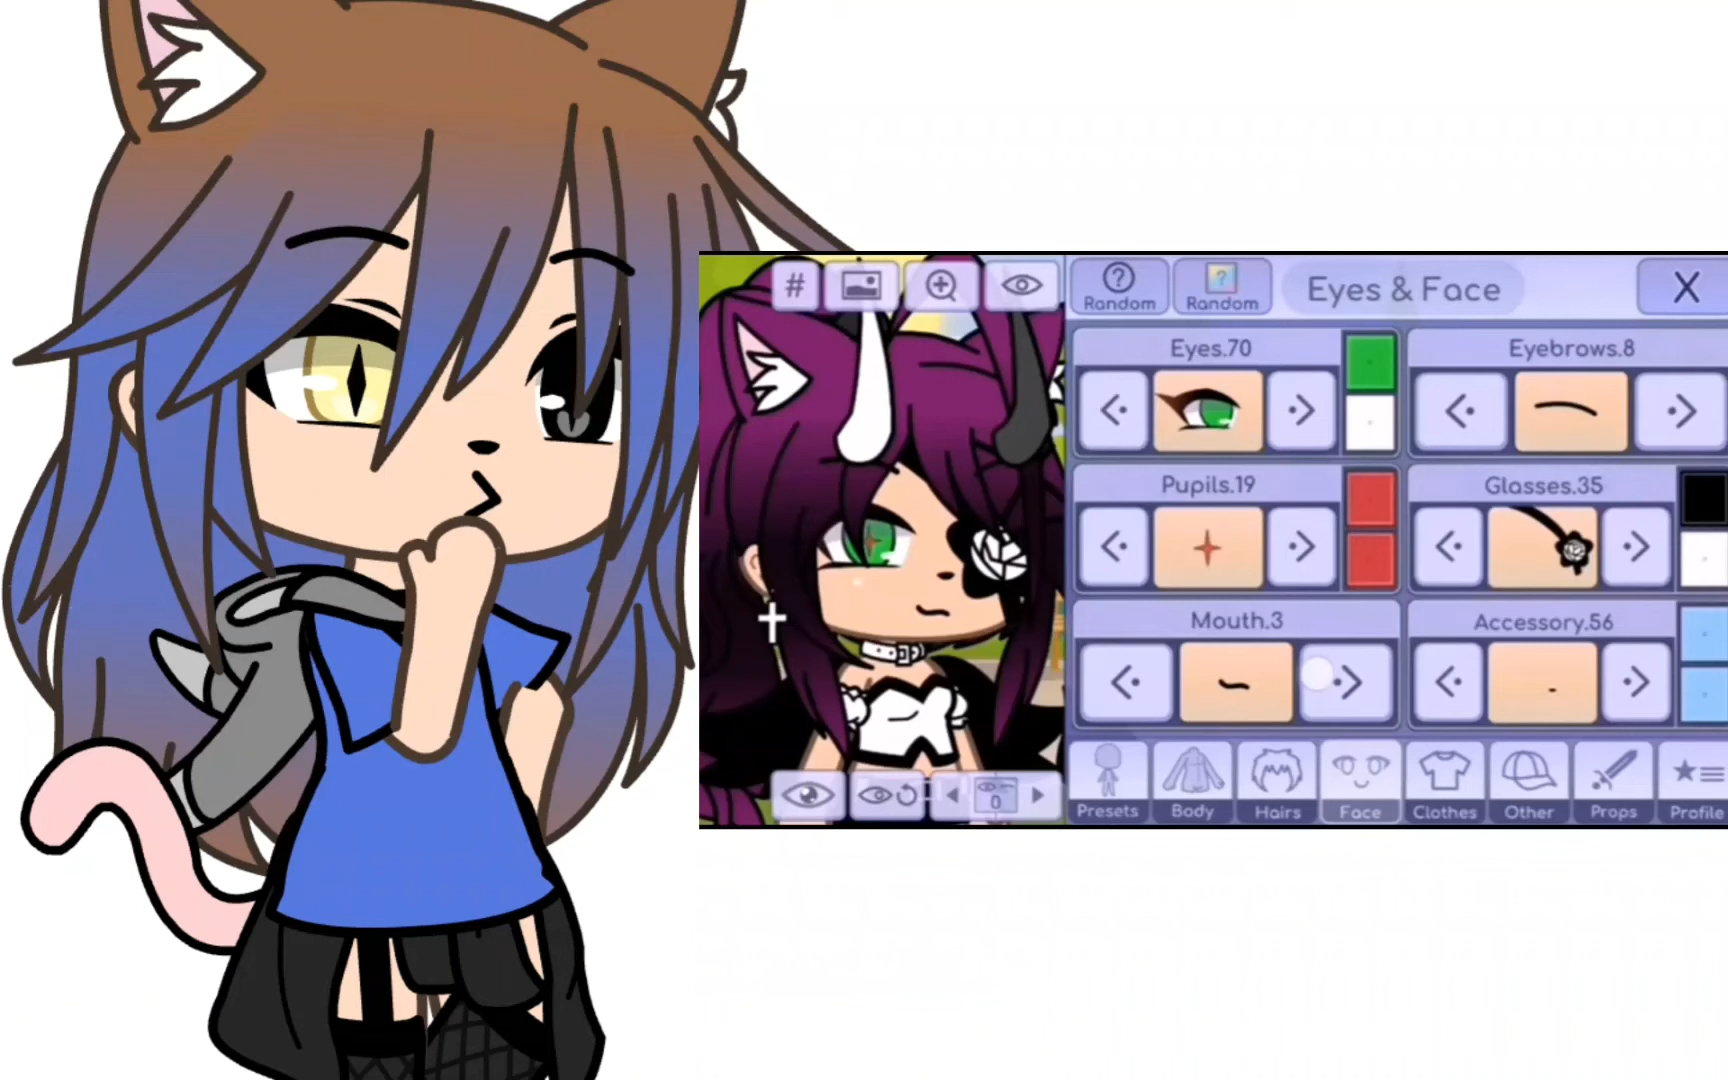 #
Random
Random
Eyes & Face
X
Eyes.70
Eyebrows.8
Pupils.19
Glasses.35
Mouth.3
Accessory.56
0
Presets
Body
Hairs
Face
Clothes
Other
Props
Profile